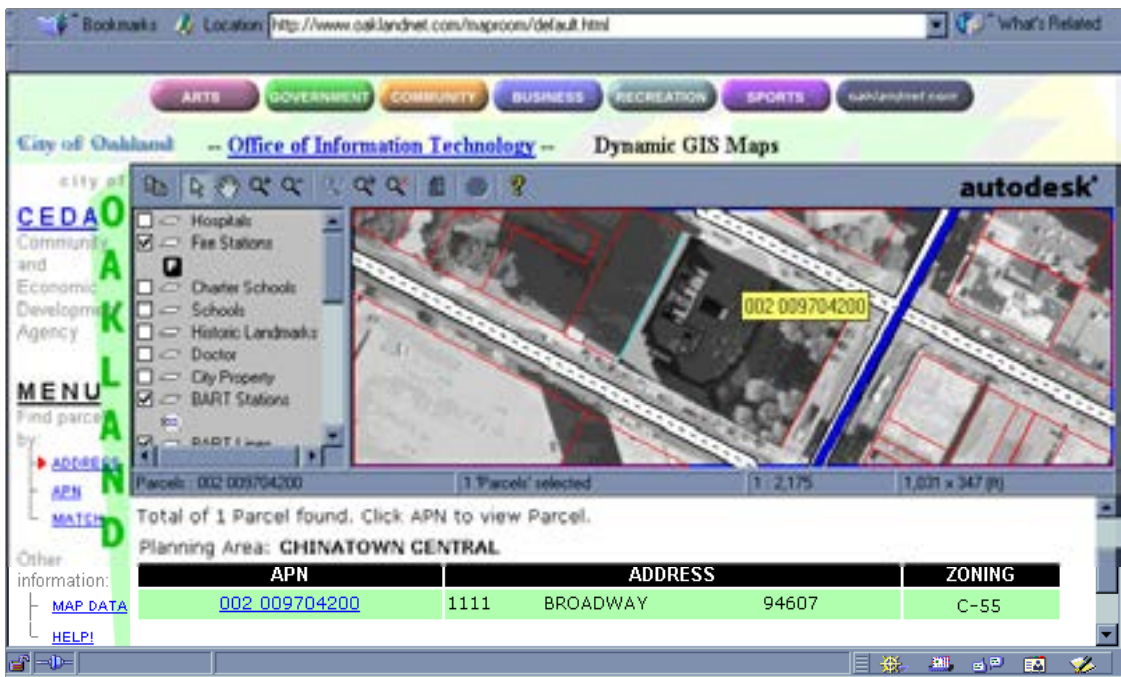 Bookmarks Location http://www.oaklandnet.com/maproom/default.html What's Related
ARTS GOVERNMENT COMMUNITY BUSINESS RECREATION SPORTS oaklandnet.com
City of Oakland -- Office of Information Technology -- Dynamic GIS Maps
city of
OAKLAND
autodesk
CEDA
Community
and
Economic
Development
Agency
MENU
Find parcel
by
ADDRESS
APN
MATCH
Other
information:
MAP DATA
HELP!
Hospitals
Fire Stations
Charter Schools
Schools
Historic Landmarks
Doctor
City Property
BART Stations
BART Lines
002 009704200
Parcels : 002 009704200 1 'Parcels' selected 1 : 2,175 1,031 x 347 (ft)
Total of 1 Parcel found. Click APN to view Parcel.
Planning Area: CHINATOWN CENTRAL
APN ADDRESS ZONING
002 009704200 1111 BROADWAY 94607 C-55